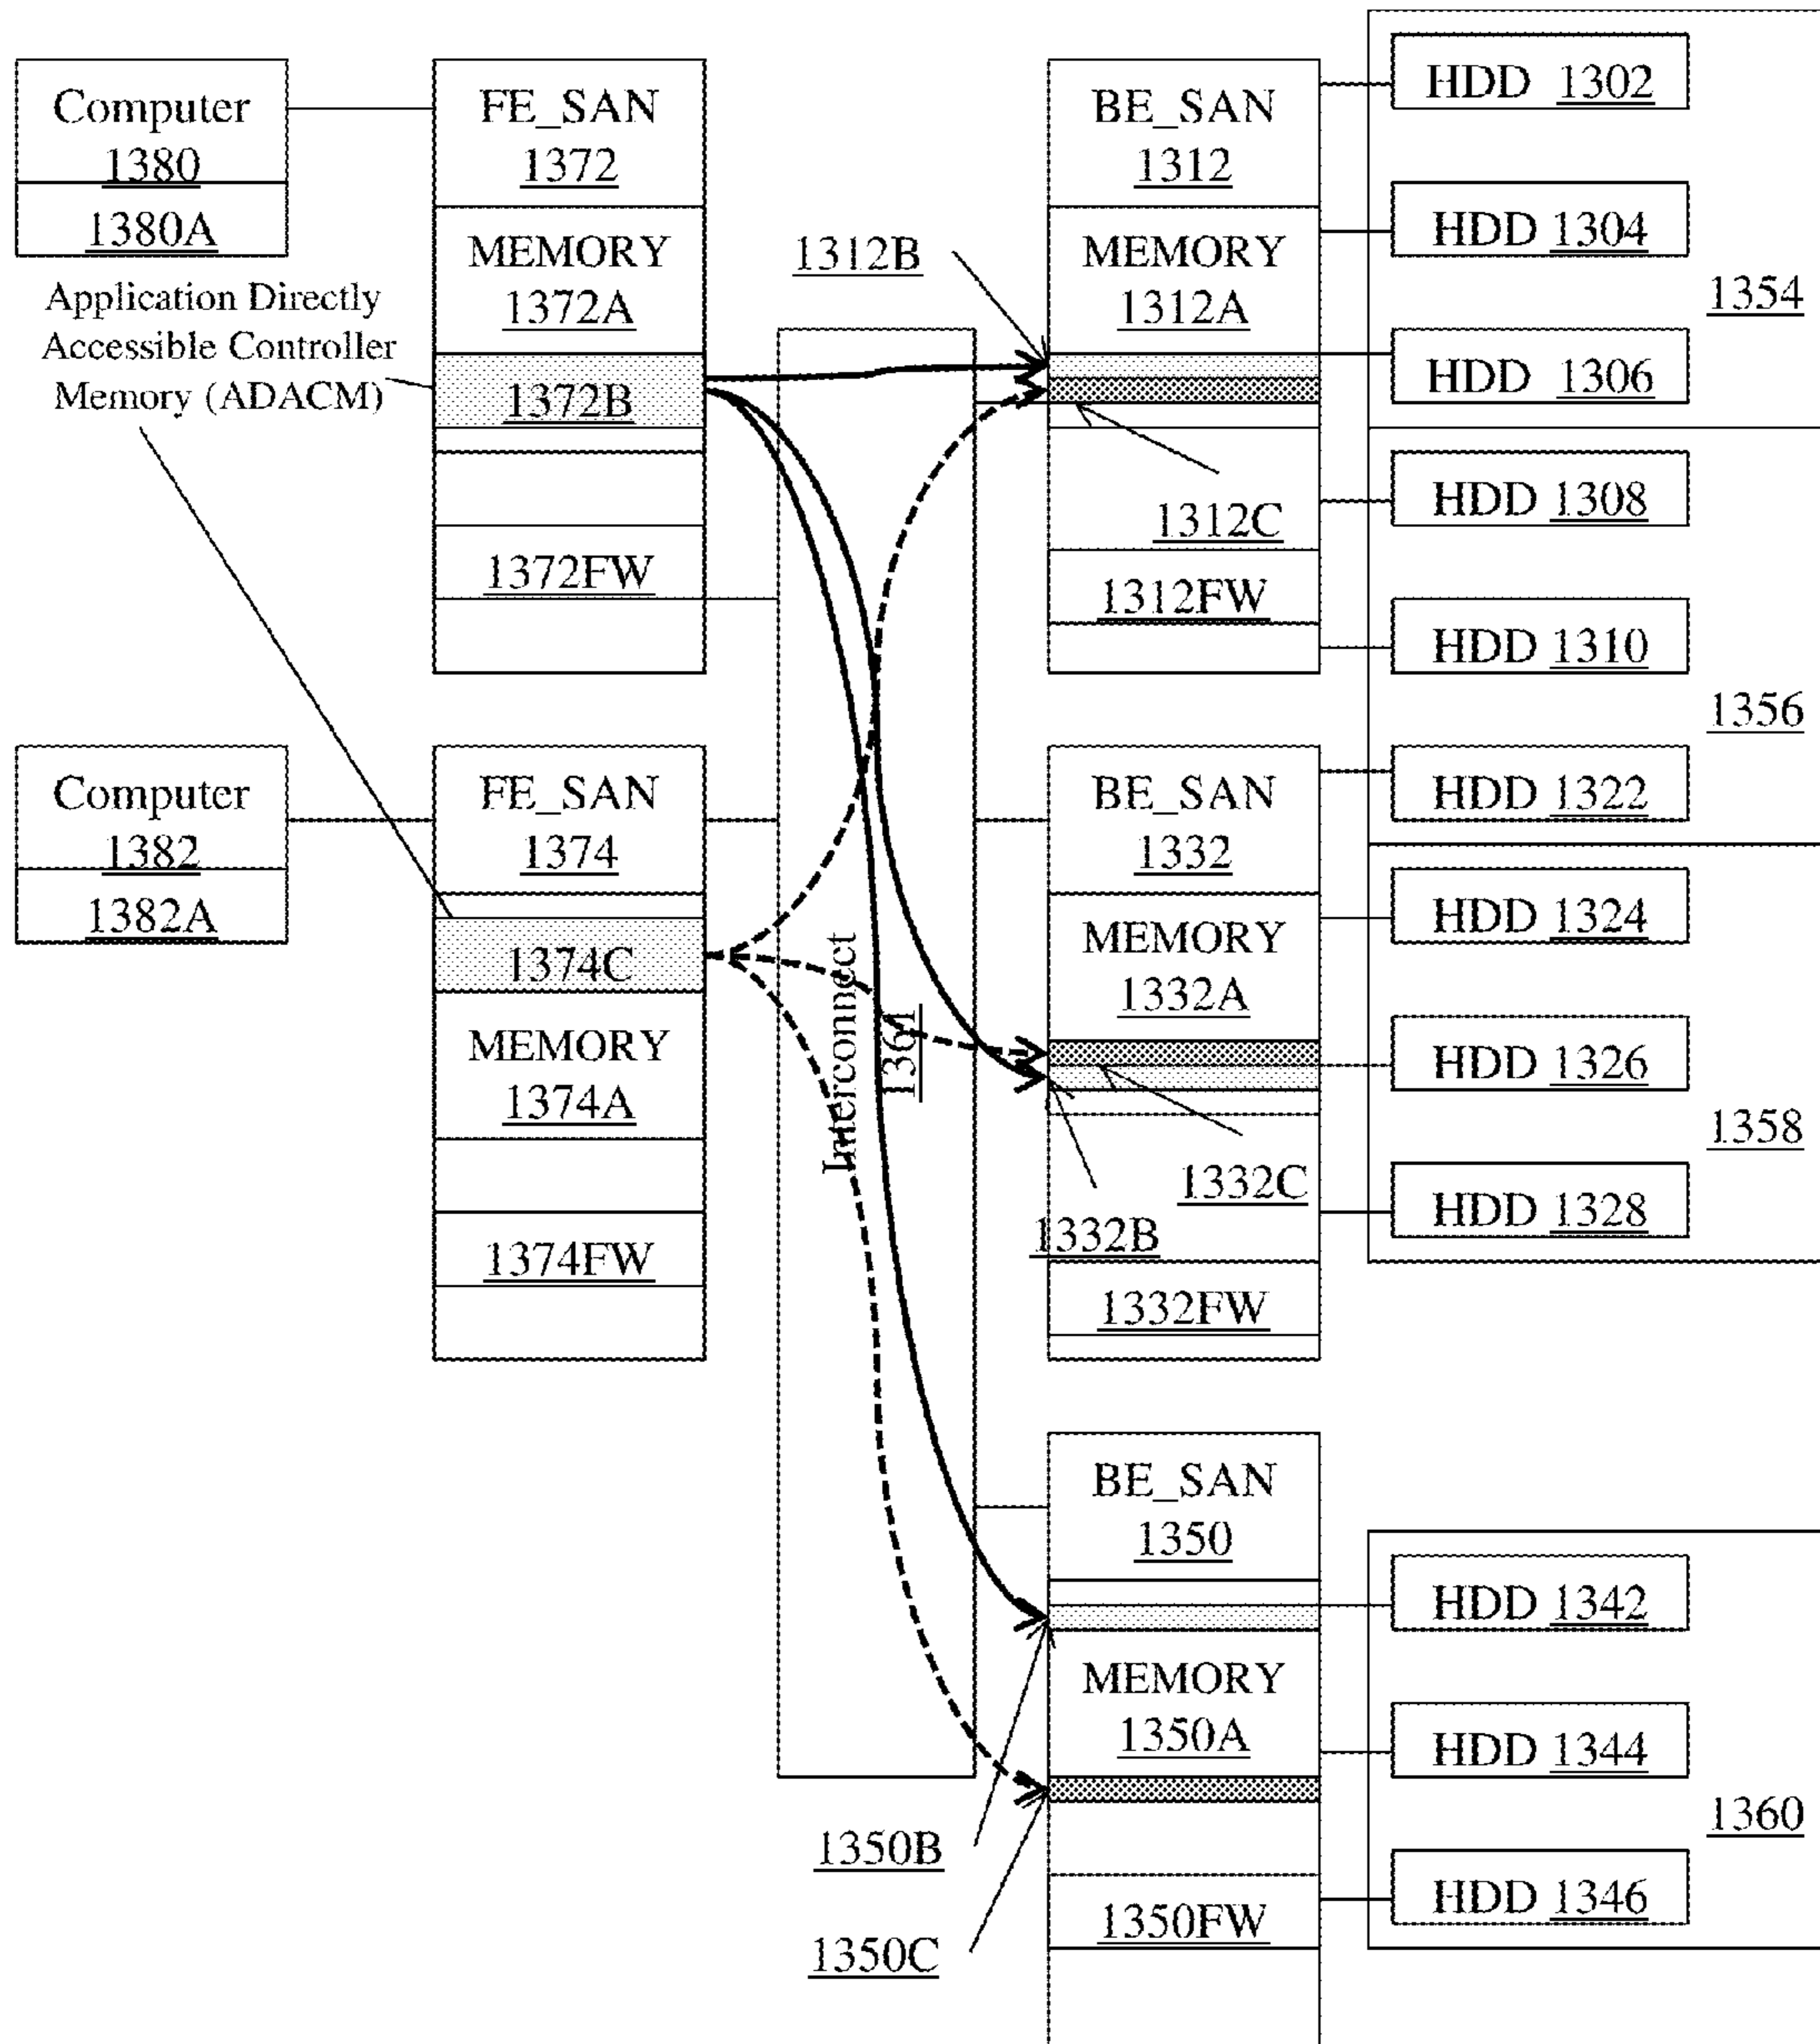 Computer
1380
1380A
Application Directly
Accessible Controller
Memory (ADACM)
Computer
1382
1382A
FE_SAN
1372
MEMORY
1372A
1372B
1372FW
FE_SAN
1374
1374C
MEMORY
1374A
1374FW
Interconnect
1364
BE_SAN
1312
MEMORY
1312A
1312B
1312C
1312FW
BE_SAN
1332
MEMORY
1332A
1332C
1332B
1332FW
BE_SAN
1350
MEMORY
1350A
1350B
1350C
1350FW
HDD 1302
HDD 1304
1354
HDD 1306
HDD 1308
HDD 1310
1356
HDD 1322
HDD 1324
HDD 1326
1358
HDD 1328
HDD 1342
HDD 1344
1360
HDD 1346